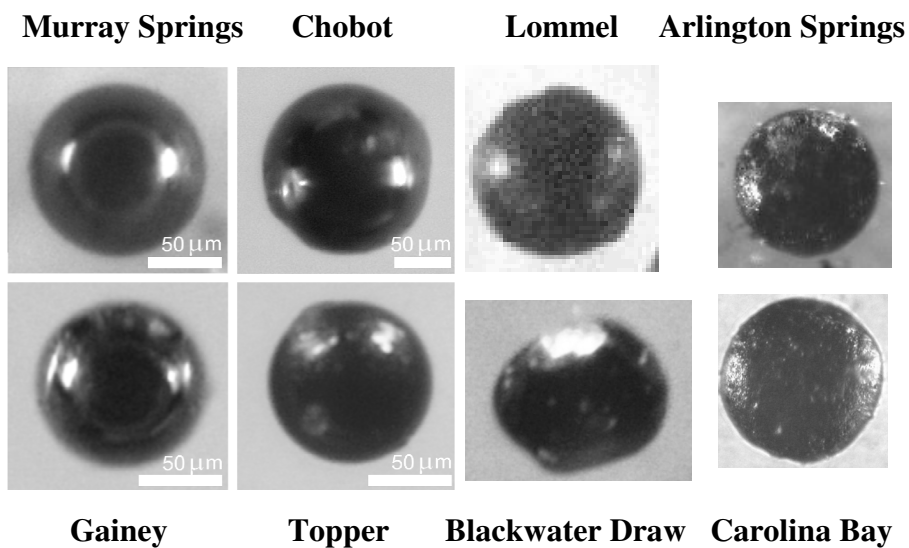 Murray Springs Chobot Lommel Arlington Springs
50 μm 50 μm
50 μm 50 μm
Gainey Topper Blackwater Draw Carolina Bay